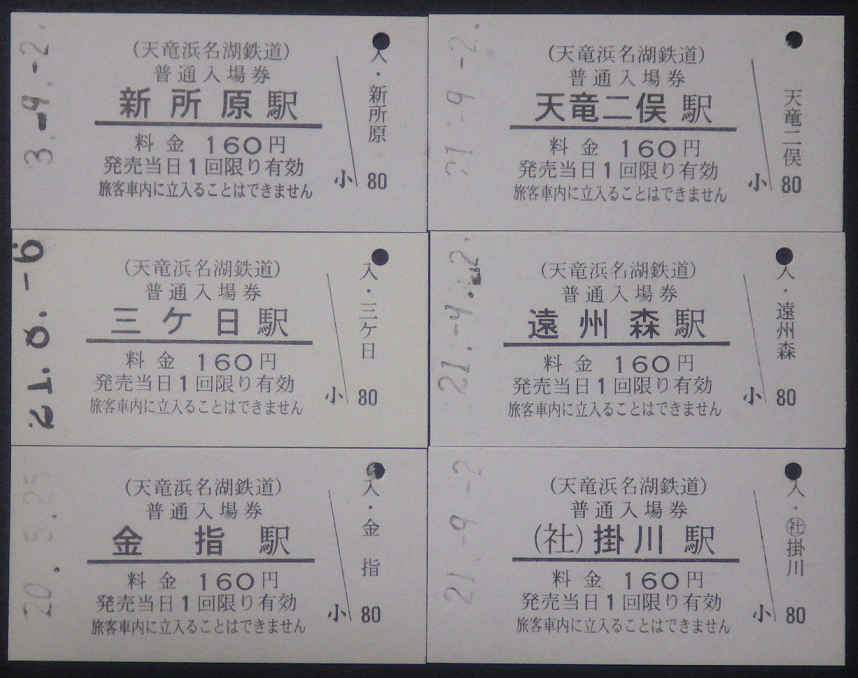 3.-9.-2.
(天竜浜名湖鉄道)
普通入場券
新所原駅
料金 160円
発売当日1回限り有効
旅客車内に立入ることはできません
入・新所原
小 80
21.-9.-2.
(天竜浜名湖鉄道)
普通入場券
天竜二俣駅
料金 160円
発売当日1回限り有効
旅客車内に立入ることはできません
天竜二俣
小 80
(天竜浜名湖鉄道)
普通入場券
三ケ日駅
料金 160円
発売当日1回限り有効
旅客車内に立入ることはできません
入・三ケ日
小 80
(天竜浜名湖鉄道)
普通入場券
遠州森駅
料金 160円
発売当日1回限り有効
旅客車内に立入ることはできません
入・遠州森
小 80
(天竜浜名湖鉄道)
普通入場券
金指駅
料金 160円
発売当日1回限り有効
旅客車内に立入ることはできません
入・金指
小 80
21.-9.-2
(天竜浜名湖鉄道)
普通入場券
(社)掛川駅
料金 160円
発売当日1回限り有効
旅客車内に立入ることはできません
入・㊓掛川
小 80